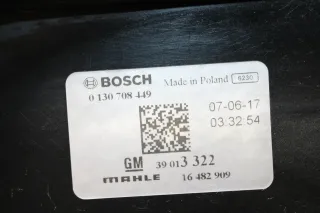 BOSCH Made in Poland 6230
0 130 708 449
07-06-17
03.32.54
GM 39 013 322
MAHLE 16 482 909